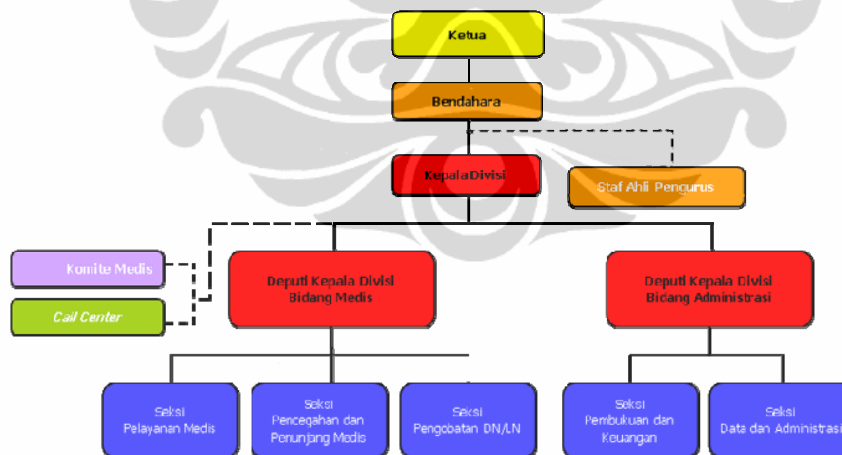 Ketua
Bendahara
KepalaDivisi
Staf Ahli Pengurus
Komite Medis
Call Center
Deputi Kepala Divisi
Bidang Medis
Deputi Kepala Divisi
Bidang Administrasi
Seksi
Pelayanan Medis
Seksi
Pencegahan dan
Penunjang Medis
Seksi
Pengobatan DN/LN
Seksi
Pembukuan dan
Keuangan
Seksi
Data dan Administrasi